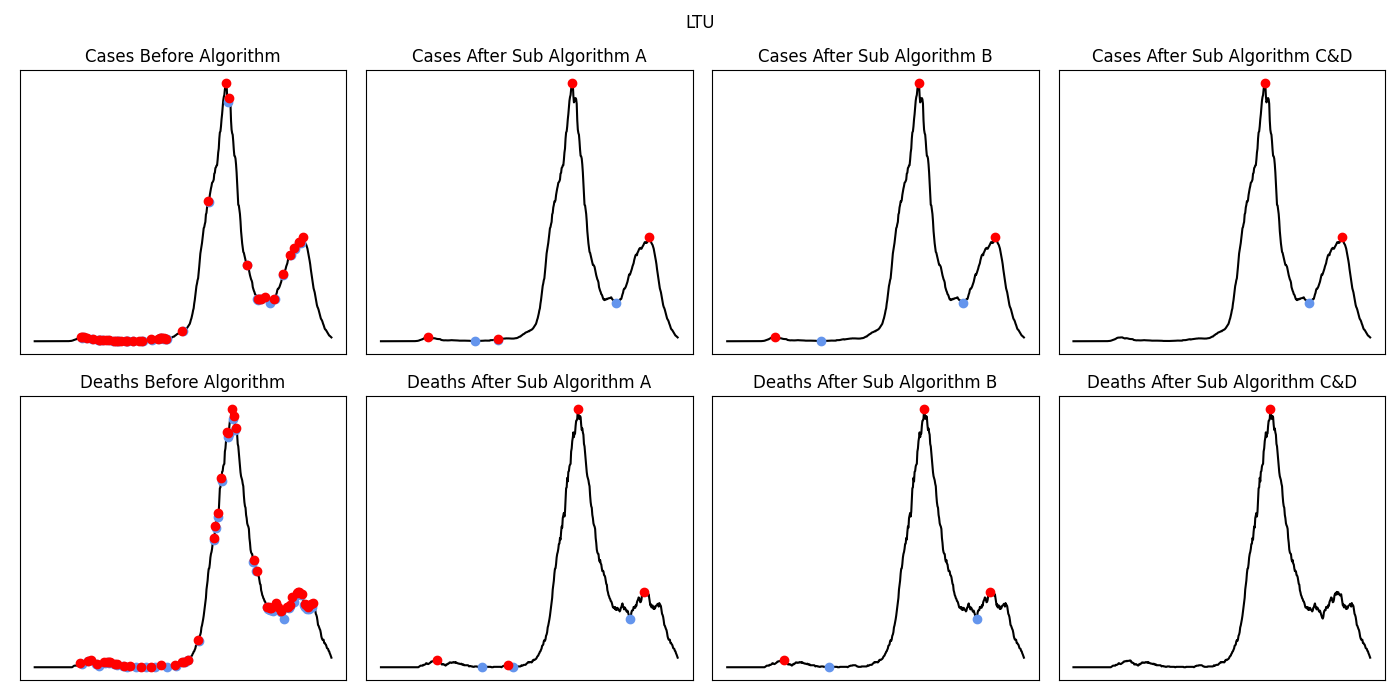 LTU
Cases Before Algorithm
Cases After Sub Algorithm A
Cases After Sub Algorithm B
Cases After Sub Algorithm C&D
Deaths Before Algorithm
Deaths After Sub Algorithm A
Deaths After Sub Algorithm B
Deaths After Sub Algorithm C&D